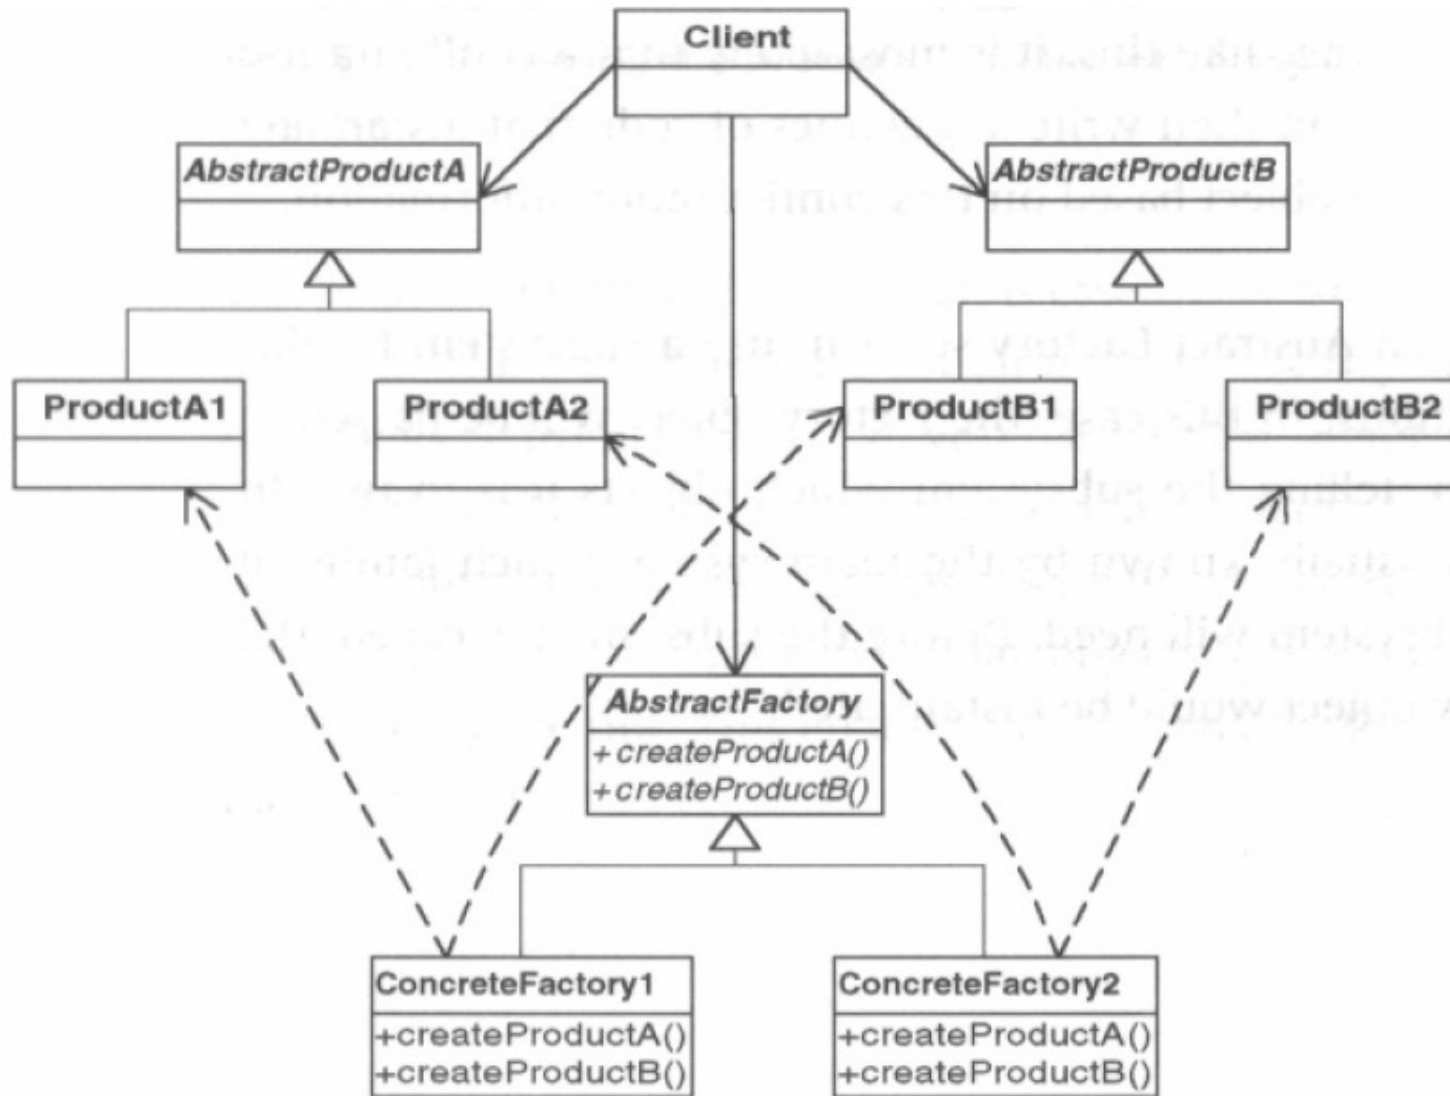 Client
AbstractProductA
AbstractProductB
ProductA1
ProductA2
ProductB1
ProductB2
AbstractFactory
+ createProductA()
+ createProductB()
ConcreteFactory1
+createProductA()
+createProductB()
ConcreteFactory2
+createProductA()
+createProductB()